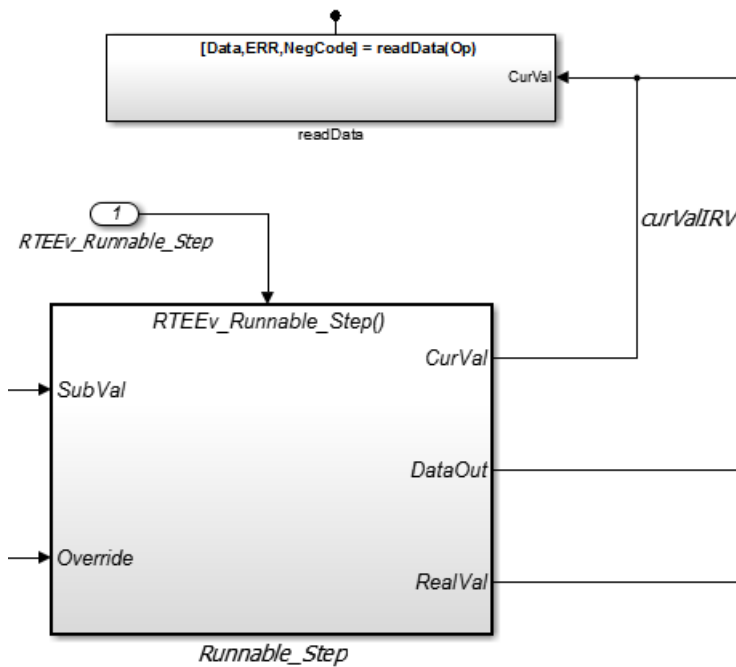 [Data,ERR,NegCode] = readData(Op)
CurVal
readData
1
RTEEv_Runnable_Step
curValIRV
RTEEv_Runnable_Step()
CurVal
SubVal
DataOut
Override
RealVal
Runnable_Step